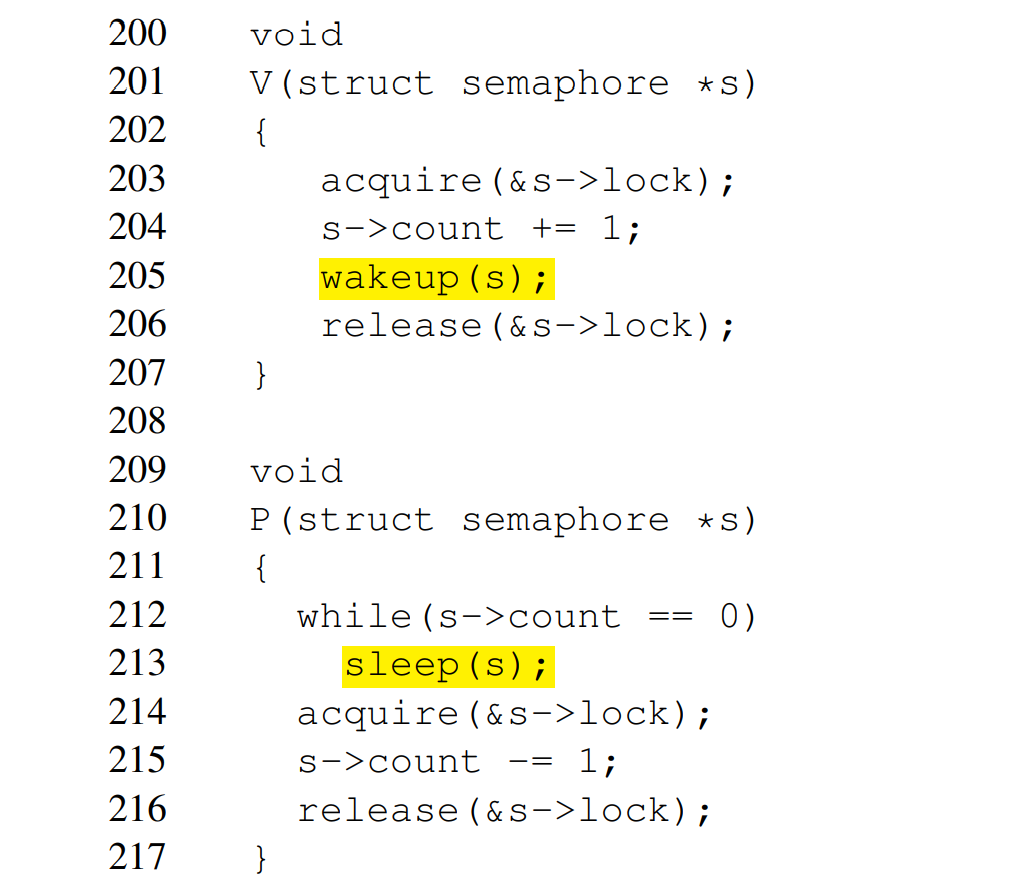 200 void
201 V(struct semaphore *s)
202 {
203 acquire(&s->lock);
204 s->count += 1;
205 wakeup(s);
206 release(&s->lock);
207 }
208
209 void
210 P(struct semaphore *s)
211 {
212 while(s->count == 0)
213 sleep(s);
214 acquire(&s->lock);
215 s->count -= 1;
216 release(&s->lock);
217 }